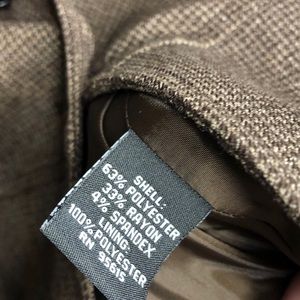 SHELL:
63% POLYESTER
33% RAYON
4% SPANDEX
LINING:
100% POLYESTER
RN 95615